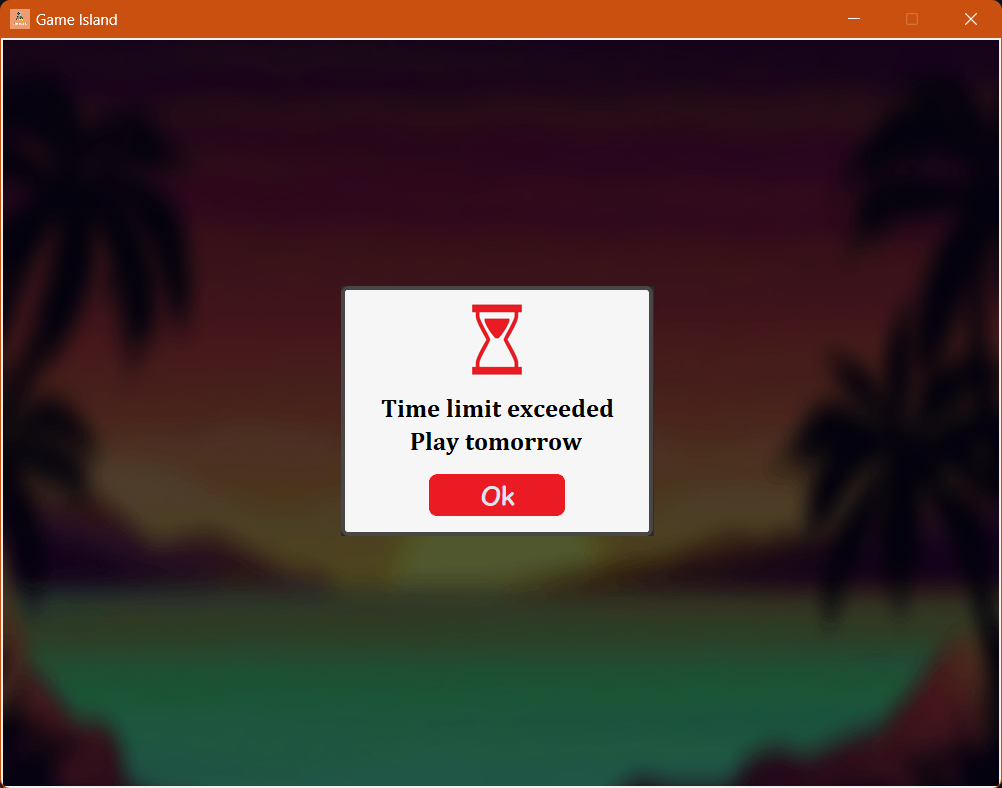 Game Island
Time limit exceeded
Play tomorrow
Ok